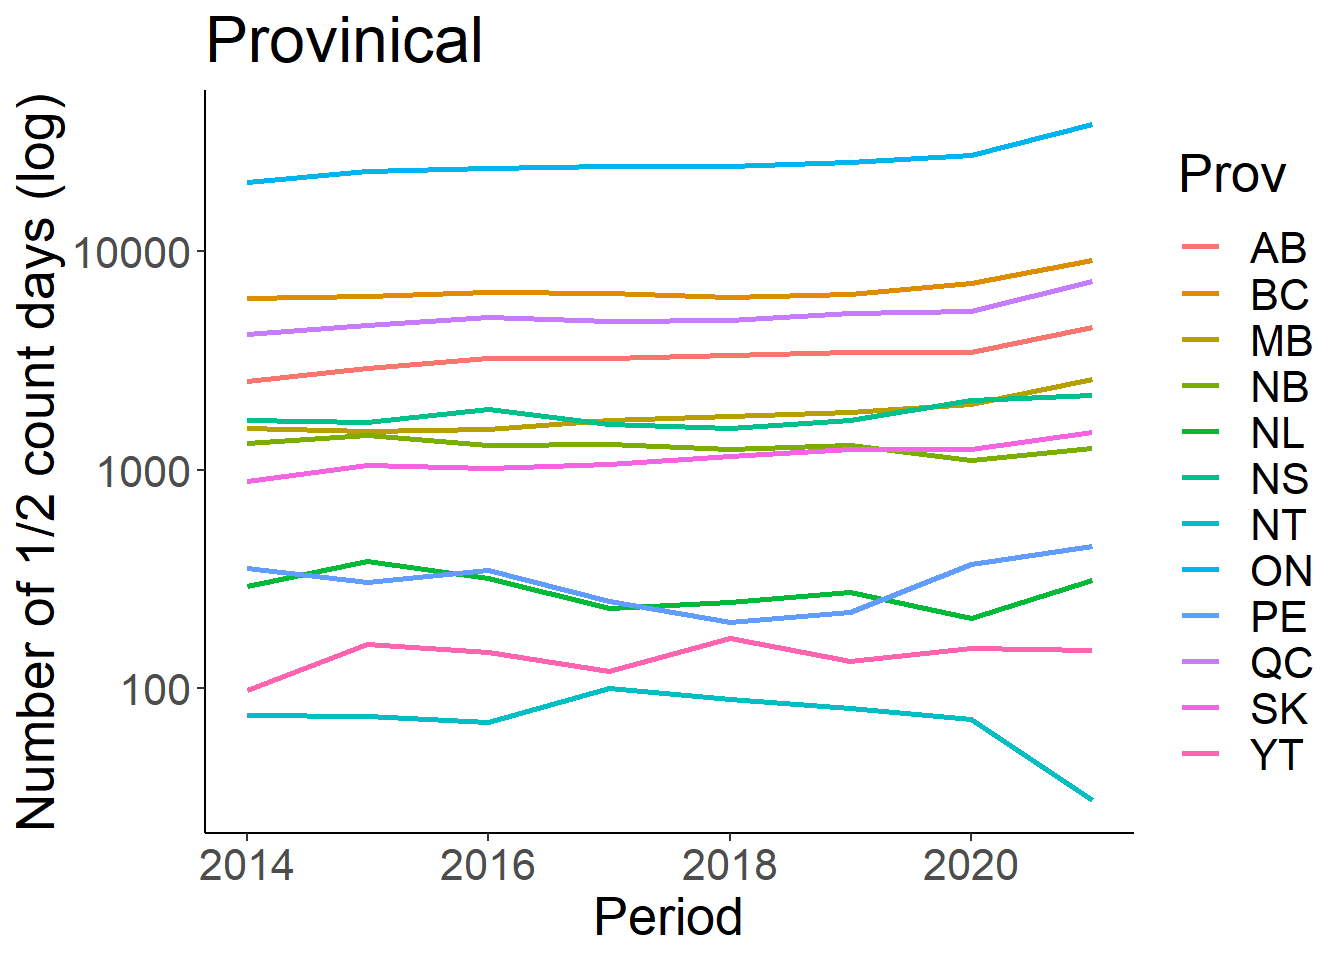 Provinical
Number of 1/2 count days (log)
10000
1000
100
2014
2016
2018
2020
Period
Prov
AB
BC
MB
NB
NL
NS
NT
ON
PE
QC
SK
YT